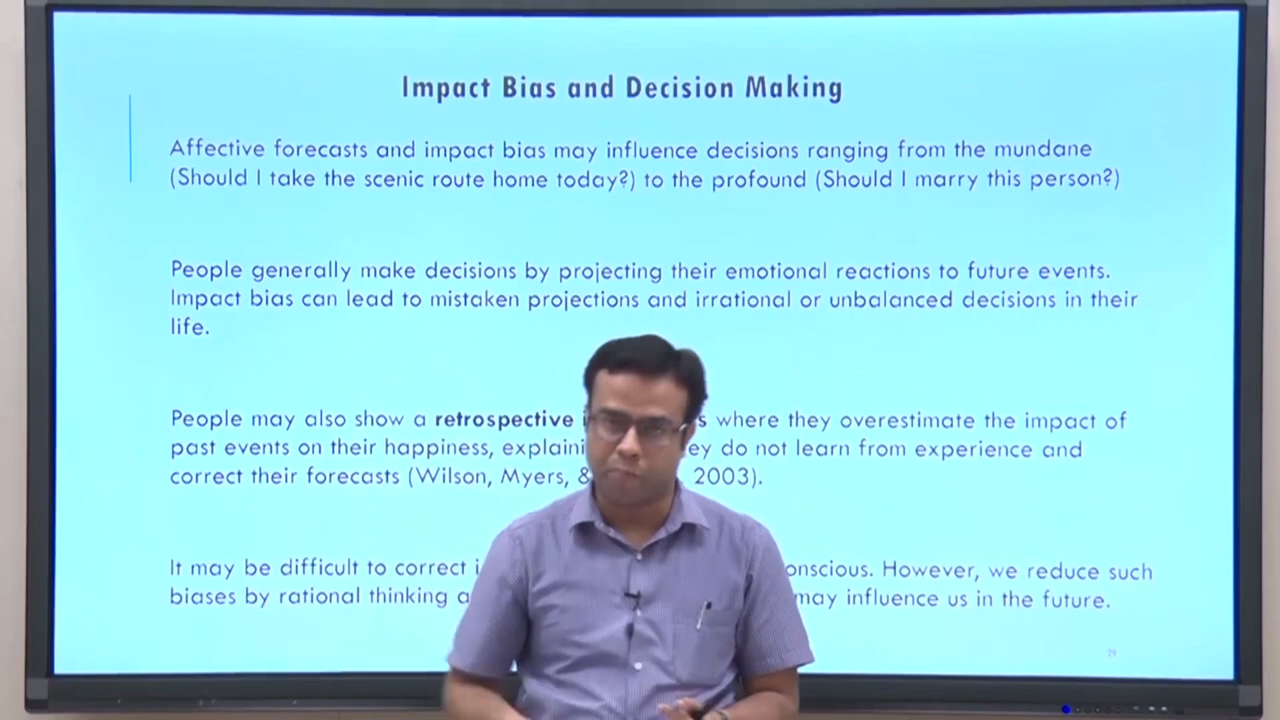 Impact Bias and Decision Making
Affective forecasts and impact bias may influence decisions ranging from the mundane
(Should I take the scenic route home today?) to the profound (Should I marry this person?)
People generally make decisions by projecting their emotional reactions to future events.
Impact bias can lead to mistaken projections and irrational or unbalanced decisions in their
life.
People may also show a retrospective where they overestimate the impact of
past events on their happiness, do not learn from experience and
correct their forecasts (Wilson, Myers, & 2003).
It may be difficult to correct However, we reduce such
biases by rational thinking may influence us in the future.